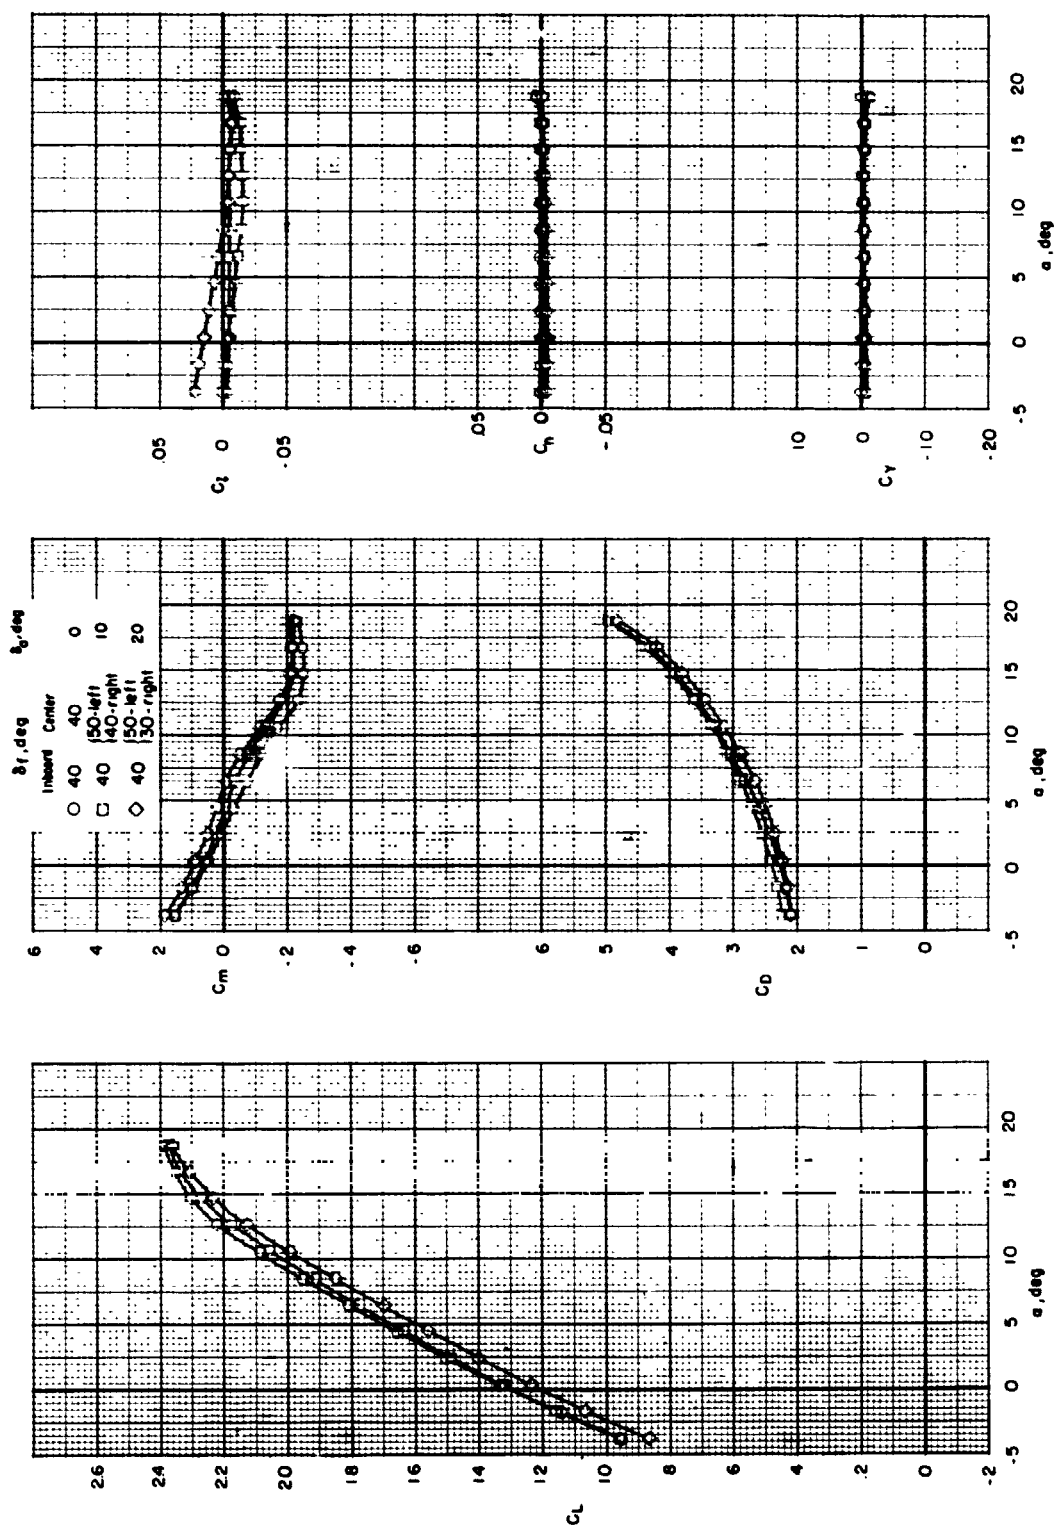 δf, deg
δa, deg
Inboard Center
○ 40 40 0
□ 40 {50-left 10
{40-right
◇ 40 {50-left 20
{30-right
2.6
2.4
2.2
2.0
1.8
1.6
1.4
1.2
1.0
.8
.6
.4
.2
0
-.2
CL
-5 0 5 10 15 20
α, deg
.6
.4
.2
0
-.2
-.4
Cm
.6
.5
.4
.3
.2
.1
0
CD
-5 0 5 10 15 20
α, deg
.05
0
-.05
Cl
.05
0
-.05
Cn
.10
0
-.10
-.20
CY
-5 0 5 10 15 20
α, deg